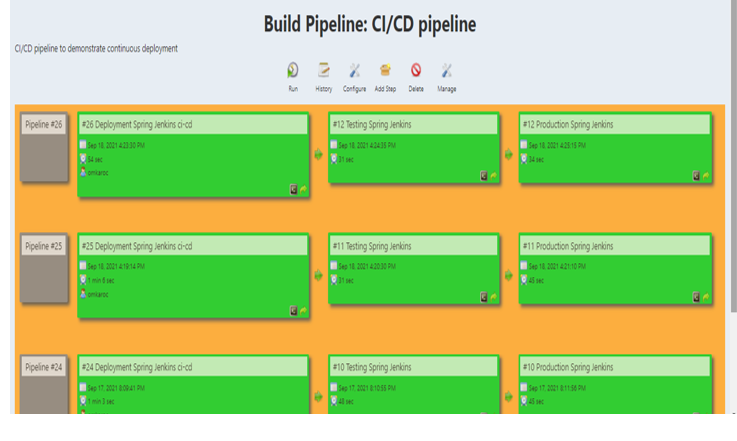 Build Pipeline: CI/CD pipeline
CI/CD pipeline to demonstrate continuous deployment
Run History Configure Add Step Delete Manage
Pipeline #26
#26 Deployment Spring Jenkins ci-cd
Sep 18, 2021 4:23:30 PM
54 sec
omkaroc
#12 Testing Spring Jenkins
Sep 18, 2021 4:24:35 PM
31 sec
#12 Production Spring Jenkins
Sep 18, 2021 4:25:15 PM
34 sec
Pipeline #25
#25 Deployment Spring Jenkins ci-cd
Sep 18, 2021 4:19:14 PM
1 min 8 sec
omkaroc
#11 Testing Spring Jenkins
Sep 18, 2021 4:20:30 PM
31 sec
#11 Production Spring Jenkins
Sep 18, 2021 4:21:10 PM
45 sec
Pipeline #24
#24 Deployment Spring Jenkins ci-cd
Sep 17, 2021 8:09:41 PM
1 min 3 sec
#10 Testing Spring Jenkins
Sep 17, 2021 8:10:55 PM
48 sec
#10 Production Spring Jenkins
Sep 17, 2021 8:11:56 PM
45 sec